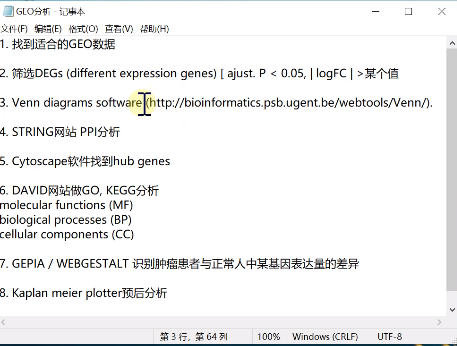 GEO分析 - 记事本
文件(F) 编辑(E) 格式(O) 查看(V) 帮助(H)
1. 找到适合的GEO数据
2. 筛选DEGs (different expression genes) [ ajust. P < 0.05, | logFC | >某个值
3. Venn diagrams software (http://bioinformatics.psb.ugent.be/webtools/Venn/).
4. STRING网站 PPI分析
5. Cytoscape软件找到hub genes
6. DAVID网站做GO, KEGG分析
molecular functions (MF)
biological processes (BP)
cellular components (CC)
7. GEPIA / WEBGESTALT 识别肿瘤患者与正常人中某基因表达量的差异
8. Kaplan meier plotter预后分析
第 3 行，第 64 列 100% Windows (CRLF) UTF-8